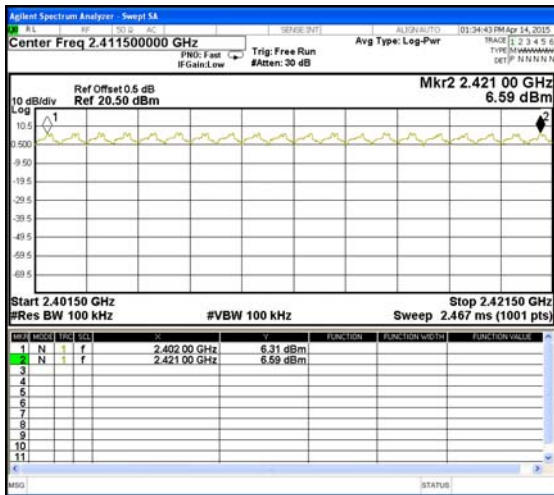 Agilent Spectrum Analyzer - Swept SA
RL RF 50 Ω AC SENSE:INT ALIGN AUTO 01:34:43 PM Apr 14, 2015
Center Freq 2.411500000 GHz
PNO: Fast
IFGain:Low
Trig: Free Run
#Atten: 30 dB
Avg Type: Log-Pwr
TRACE 1 2 3 4 5 6
TYPE
DET P N N N N N
Mkr2 2.421 00 GHz
6.59 dBm
Ref Offset 0.5 dB
Ref 20.50 dBm
10 dB/div
Log
1
2
10.5
0.500
-9.50
-19.5
-29.5
-39.5
-49.5
-59.5
-69.5
Start 2.40150 GHz
Stop 2.42150 GHz
#Res BW 100 kHz
#VBW 100 kHz
Sweep 2.467 ms (1001 pts)
MKR MODE TRC SCL X Y FUNCTION FUNCTION WIDTH FUNCTION VALUE
1 N 1 f 2.402 00 GHz 6.31 dBm
2 N 1 f 2.421 00 GHz 6.59 dBm
3
4
5
6
7
8
9
10
11
MSG
STATUS